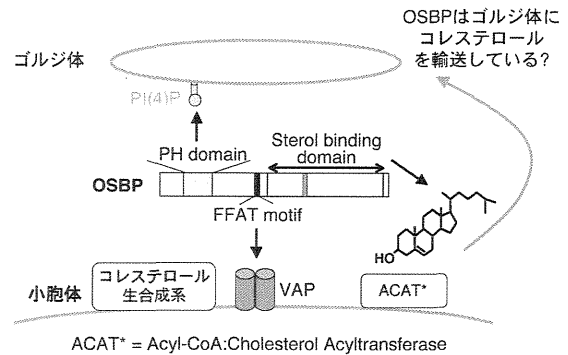 OSBPはゴルジ体に
コレステロール
を輸送している?
ゴルジ体
PI(4)P
PH domain
Sterol binding
domain
OSBP
FFAT motif
HO
コレステロール
生合成系
小胞体
VAP
ACAT*
ACAT* = Acyl-CoA:Cholesterol Acyltransferase